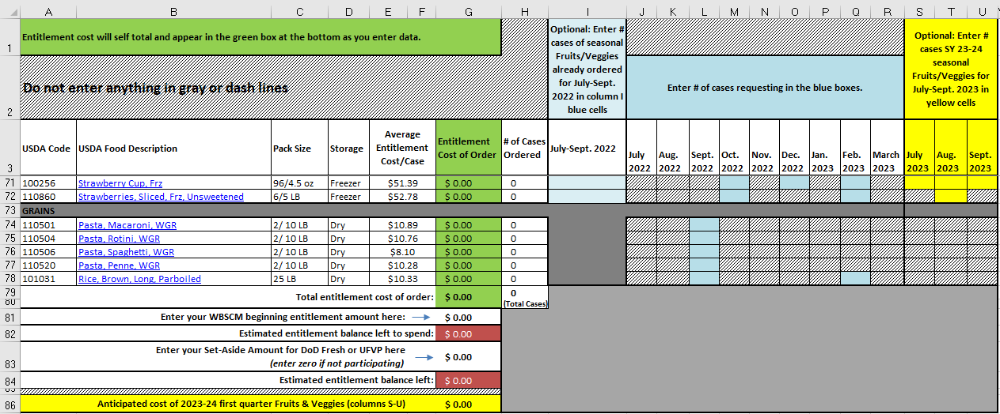 A B C D E F G H I J K L M N O P Q R S T U
1 Entitlement cost will self total and appear in the green box at the bottom as you enter data.
Optional: Enter #
cases of seasonal
Fruits/Veggies
already ordered
for July-Sept.
2022 in column I
blue cells
Optional: Enter #
cases SY 23-24
seasonal
Fruits/Veggies for
July-Sept. 2023 in
yellow cells
2 Do not enter anything in gray or dash lines
Enter # of cases requesting in the blue boxes.
3 USDA Code USDA Food Description Pack Size Storage
Average
Entitlement
Cost/Case
Entitlement
Cost of Order
# of Cases
Ordered
July-Sept. 2022
July
2022
Aug.
2022
Sept.
2022
Oct.
2022
Nov.
2022
Dec.
2022
Jan.
2023
Feb.
2023
March
2023
July
2023
Aug.
2023
Sept.
2023
71 100256 Strawberry Cup, Frz 96/4.5 oz Freezer $51.39 $ 0.00 0
72 110860 Strawberries, Sliced, Frz, Unsweetened 6/5 LB Freezer $52.78 $ 0.00 0
73 GRAINS
74 110501 Pasta, Macaroni, WGR 2/ 10 LB Dry $10.89 $ 0.00 0
75 110504 Pasta, Rotini, WGR 2/ 10 LB Dry $10.76 $ 0.00 0
76 110506 Pasta, Spaghetti, WGR 2/ 10 LB Dry $8.10 $ 0.00 0
77 110520 Pasta, Penne, WGR 2/ 10 LB Dry $10.28 $ 0.00 0
78 101031 Rice, Brown, Long, Parboiled 25 LB Dry $10.33 $ 0.00 0
79 Total entitlement cost of order: $ 0.00 0
80 (Total Cases)
81 Enter your WBSCM beginning entitlement amount here: $ 0.00
82 Estimated entitlement balance left to spend: $ 0.00
83 Enter your Set-Aside Amount for DoD Fresh or UFVP here
(enter zero if not participating) $ 0.00
84 Estimated entitlement balance left: $ 0.00
86 Anticipated cost of 2023-24 first quarter Fruits & Veggies (columns S-U) $ 0.00